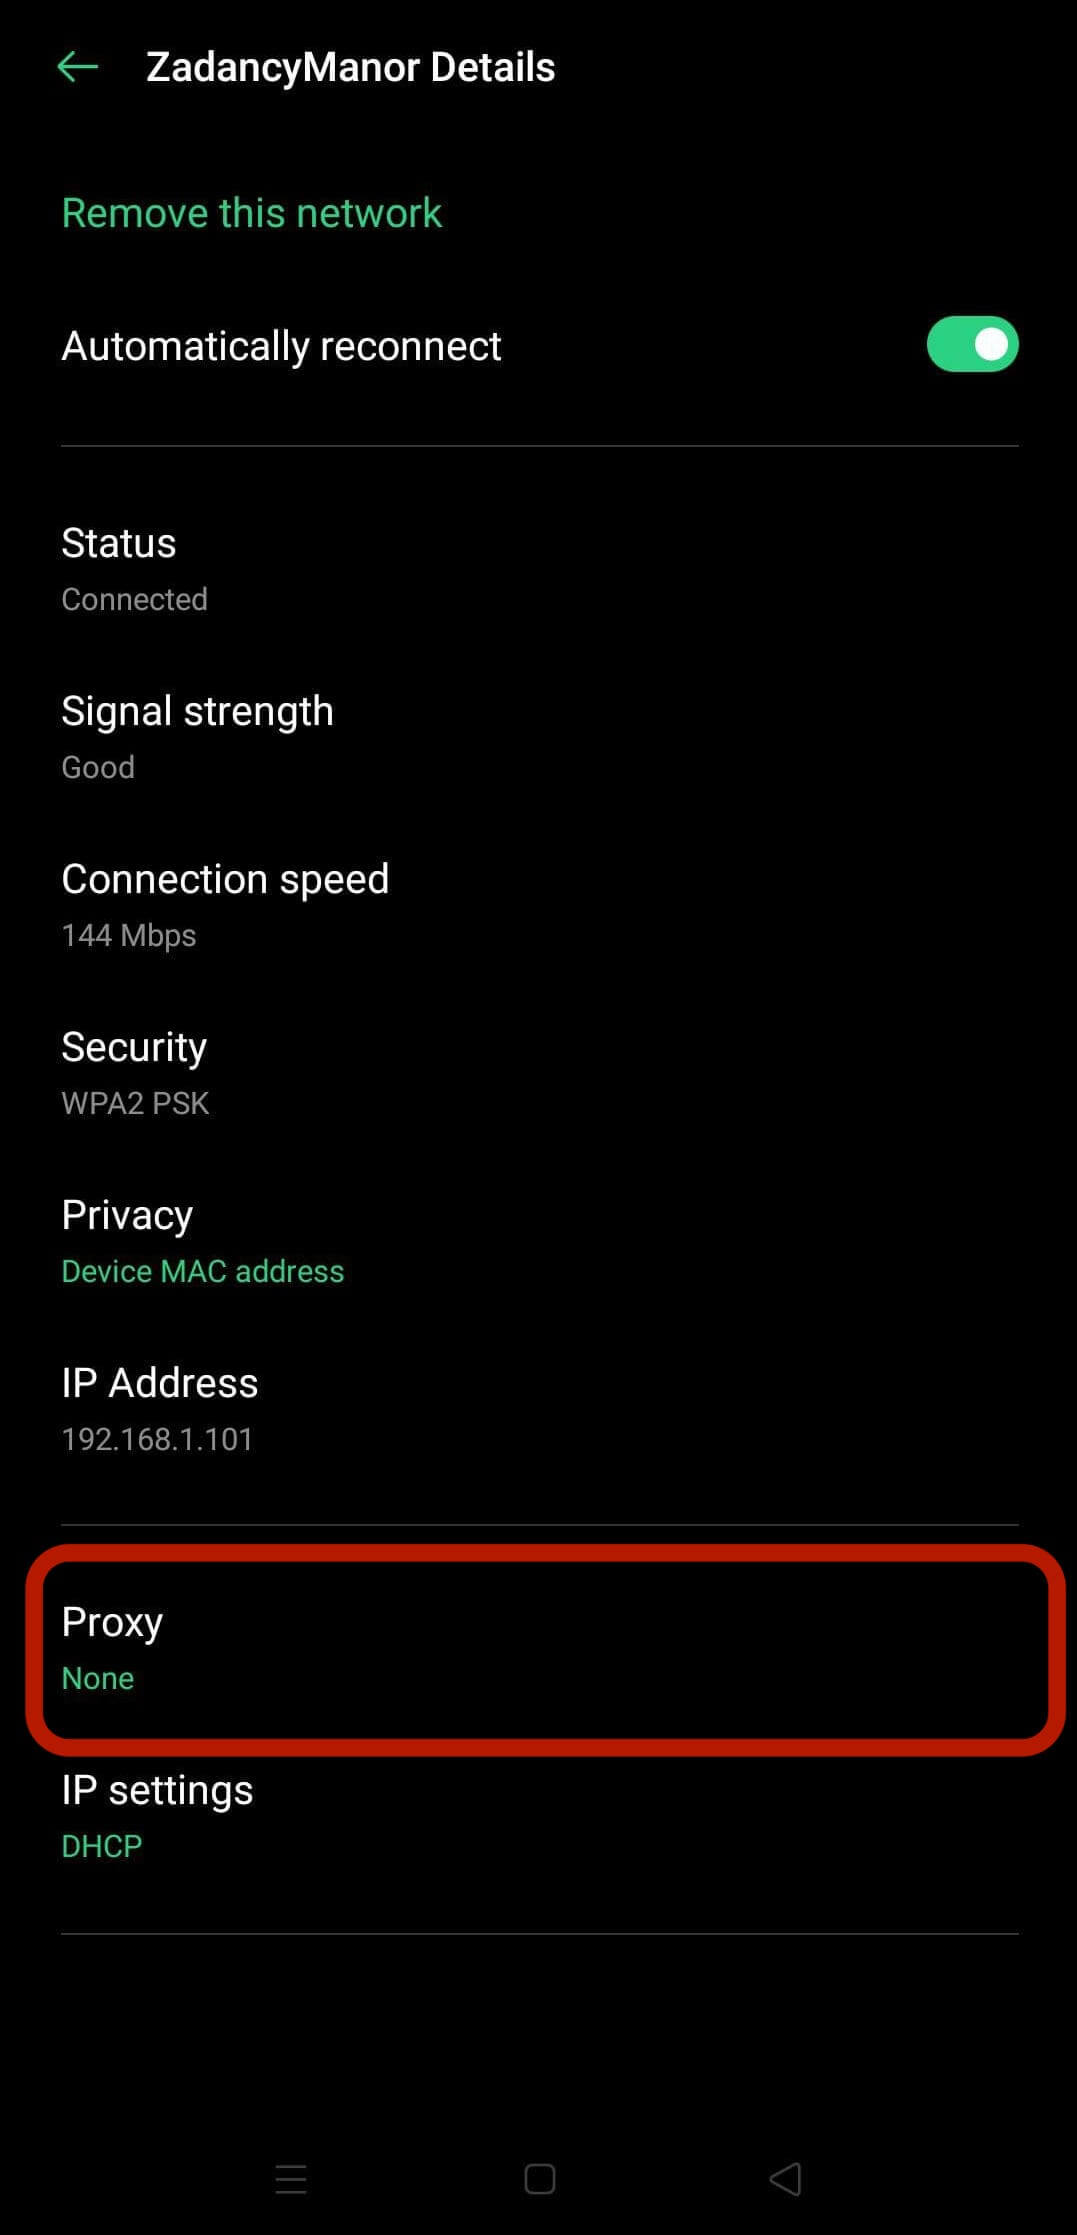 ZadancyManor Details
Remove this network
Automatically reconnect
Status
Connected
Signal strength
Good
Connection speed
144 Mbps
Security
WPA2 PSK
Privacy
Device MAC address
IP Address
192.168.1.101
Proxy
None
IP settings
DHCP